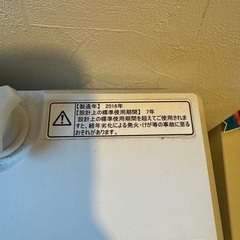 【製造年】 2016年
【設計上の標準使用期間】 7年
設計上の標準使用期間を超えてご使用されま
すと、経年劣化による発火・けが等の事故に至る
おそれがあります。